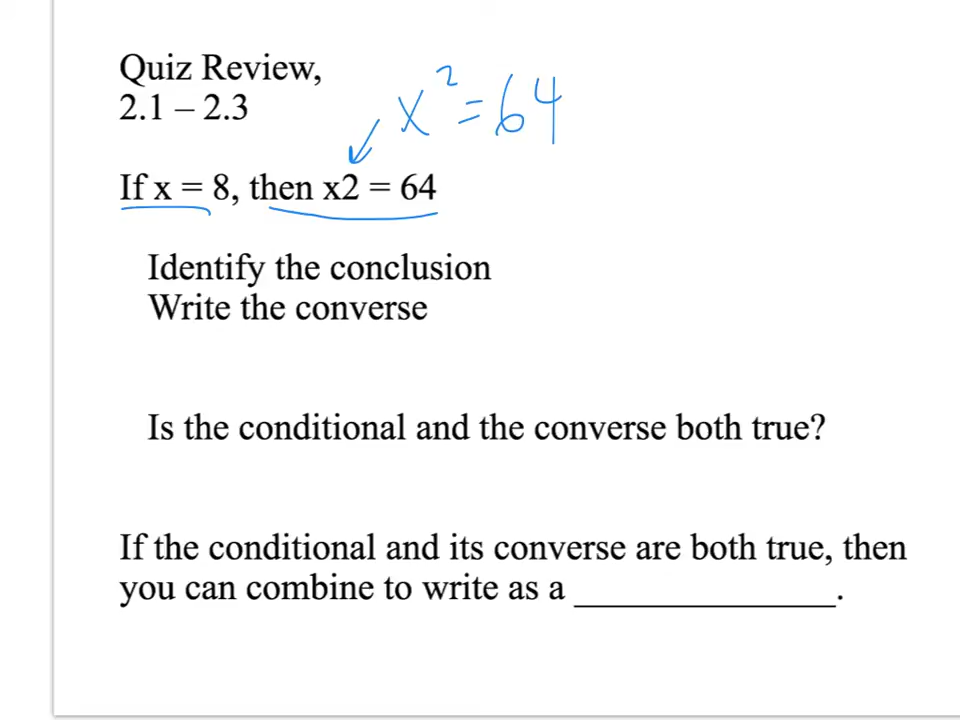 Quiz Review,
2.1 – 2.3
x² = 64
If x = 8, then x2 = 64
Identify the conclusion
Write the converse
Is the conditional and the converse both true?
If the conditional and its converse are both true, then
you can combine to write as a ______________.